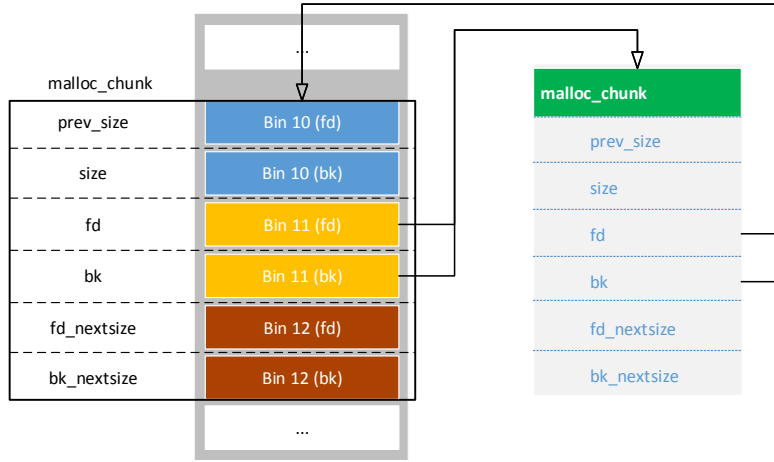 ...
malloc_chunk
prev_size
Bin 10 (fd)
size
Bin 10 (bk)
fd
Bin 11 (fd)
bk
Bin 11 (bk)
fd_nextsize
Bin 12 (fd)
bk_nextsize
Bin 12 (bk)
...
malloc_chunk
prev_size
size
fd
bk
fd_nextsize
bk_nextsize